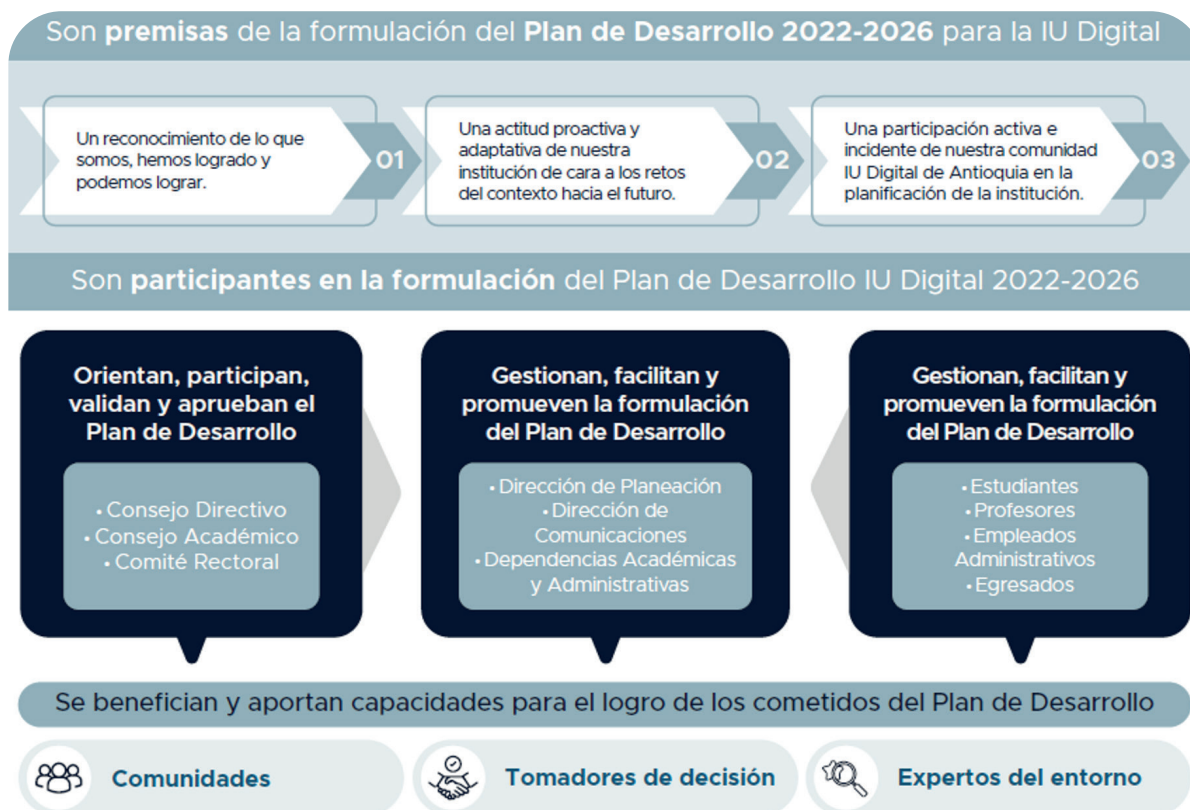 Son premisas de la formulación del Plan de Desarrollo 2022-2026 para la IU Digital
Un reconocimiento de lo que
somos, hemos logrado y
podemos lograr.
01
Una actitud proactiva y
adaptativa de nuestra
institución de cara a los retos
del contexto hacia el futuro.
02
Una participación activa e
incidente de nuestra comunidad
IU Digital de Antioquia en la
planificación de la institución.
03
Son participantes en la formulación del Plan de Desarrollo IU Digital 2022-2026
Orientan, participan,
validan y aprueban el
Plan de Desarrollo
• Consejo Directivo
• Consejo Académico
• Comité Rectoral
Gestionan, facilitan y
promueven la formulación
del Plan de Desarrollo
• Dirección de Planeación
• Dirección de
Comunicaciones
• Dependencias Académicas
y Administrativas
Gestionan, facilitan y
promueven la formulación
del Plan de Desarrollo
• Estudiantes
• Profesores
• Empleados
Administrativos
• Egresados
Se benefician y aportan capacidades para el logro de los cometidos del Plan de Desarrollo
Comunidades
Tomadores de decisión
Expertos del entorno